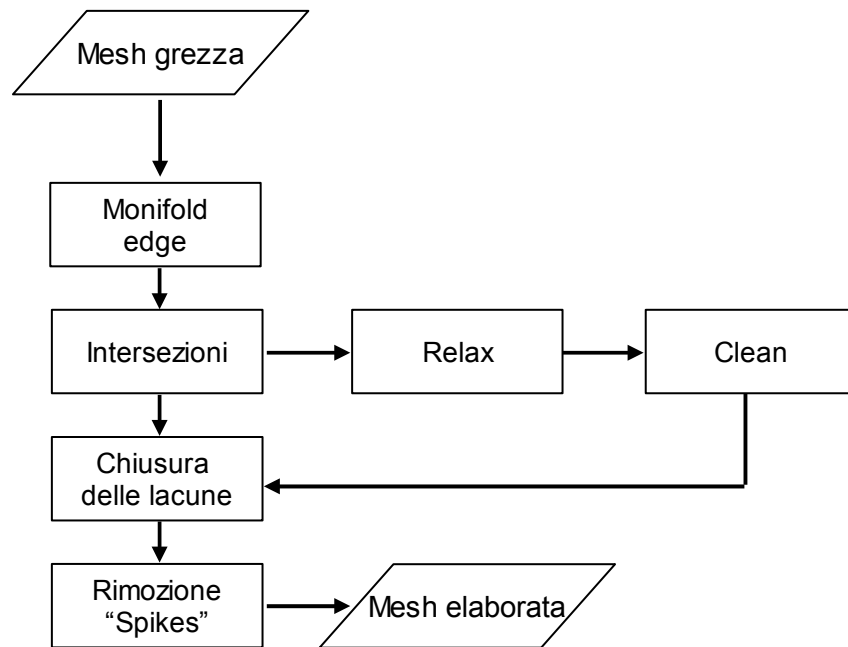 Mesh grezza
Monifold
edge
Intersezioni
Relax
Clean
Chiusura
delle lacune
Rimozione
“Spikes”
Mesh elaborata